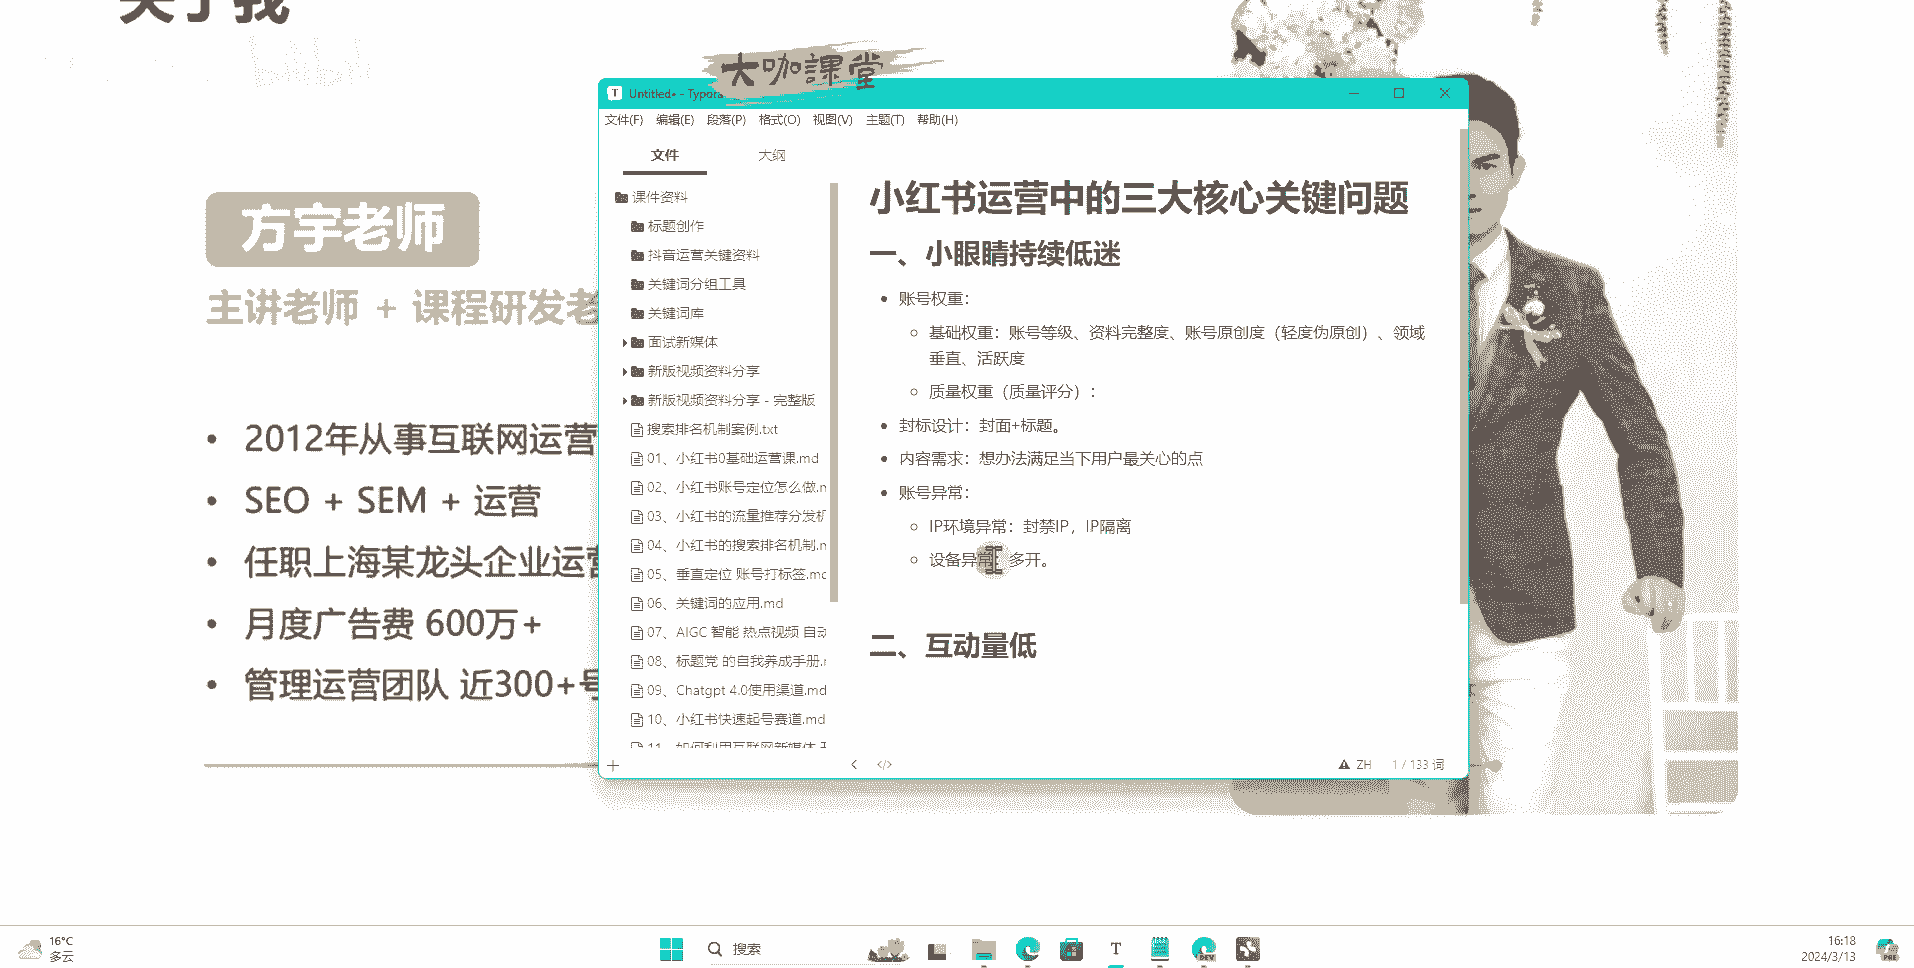 关于我
bilibili
大咖課堂
方宇老师
主讲老师 + 课程研发老
2012年从事互联网运营
SEO + SEM + 运营
任职上海某龙头企业运营
月度广告费 600万+
管理运营团队 近300+号
T Untitled• - Typora
文件(F) 编辑(E) 段落(P) 格式(O) 视图(V) 主题(T) 帮助(H)
文件 大纲
课件资料
标题创作
抖音运营关键资料
关键词分组工具
关键词库
面试新媒体
新版视频资料分享
新版视频资料分享 - 完整版
搜索排名机制案例.txt
01、小红书0基础运营课.md
02、小红书账号定位怎么做.m
03、小红书的流量推荐分发机
04、小红书的搜索排名机制.m
05、垂直定位 账号打标签.md
06、关键词的应用.md
07、AIGC 智能 热点视频 自动
08、标题党 的自我养成手册.
09、Chatgpt 4.0使用渠道.md
10、小红书快速起号赛道.md
11、如何利用互联网新媒体
小红书运营中的三大核心关键问题
一、小眼睛持续低迷
账号权重：
基础权重：账号等级、资料完整度、账号原创度（轻度伪原创）、领域
垂直、活跃度
质量权重（质量评分）：
封标设计：封面+标题。
内容需求：想办法满足当下用户最关心的点
账号异常：
IP环境异常：封禁IP，IP隔离
设备异常：多开。
二、互动量低
ZH 1 / 133 词
16°C
多云
搜索
T
DEV
16:18
2024/3/13
PRE